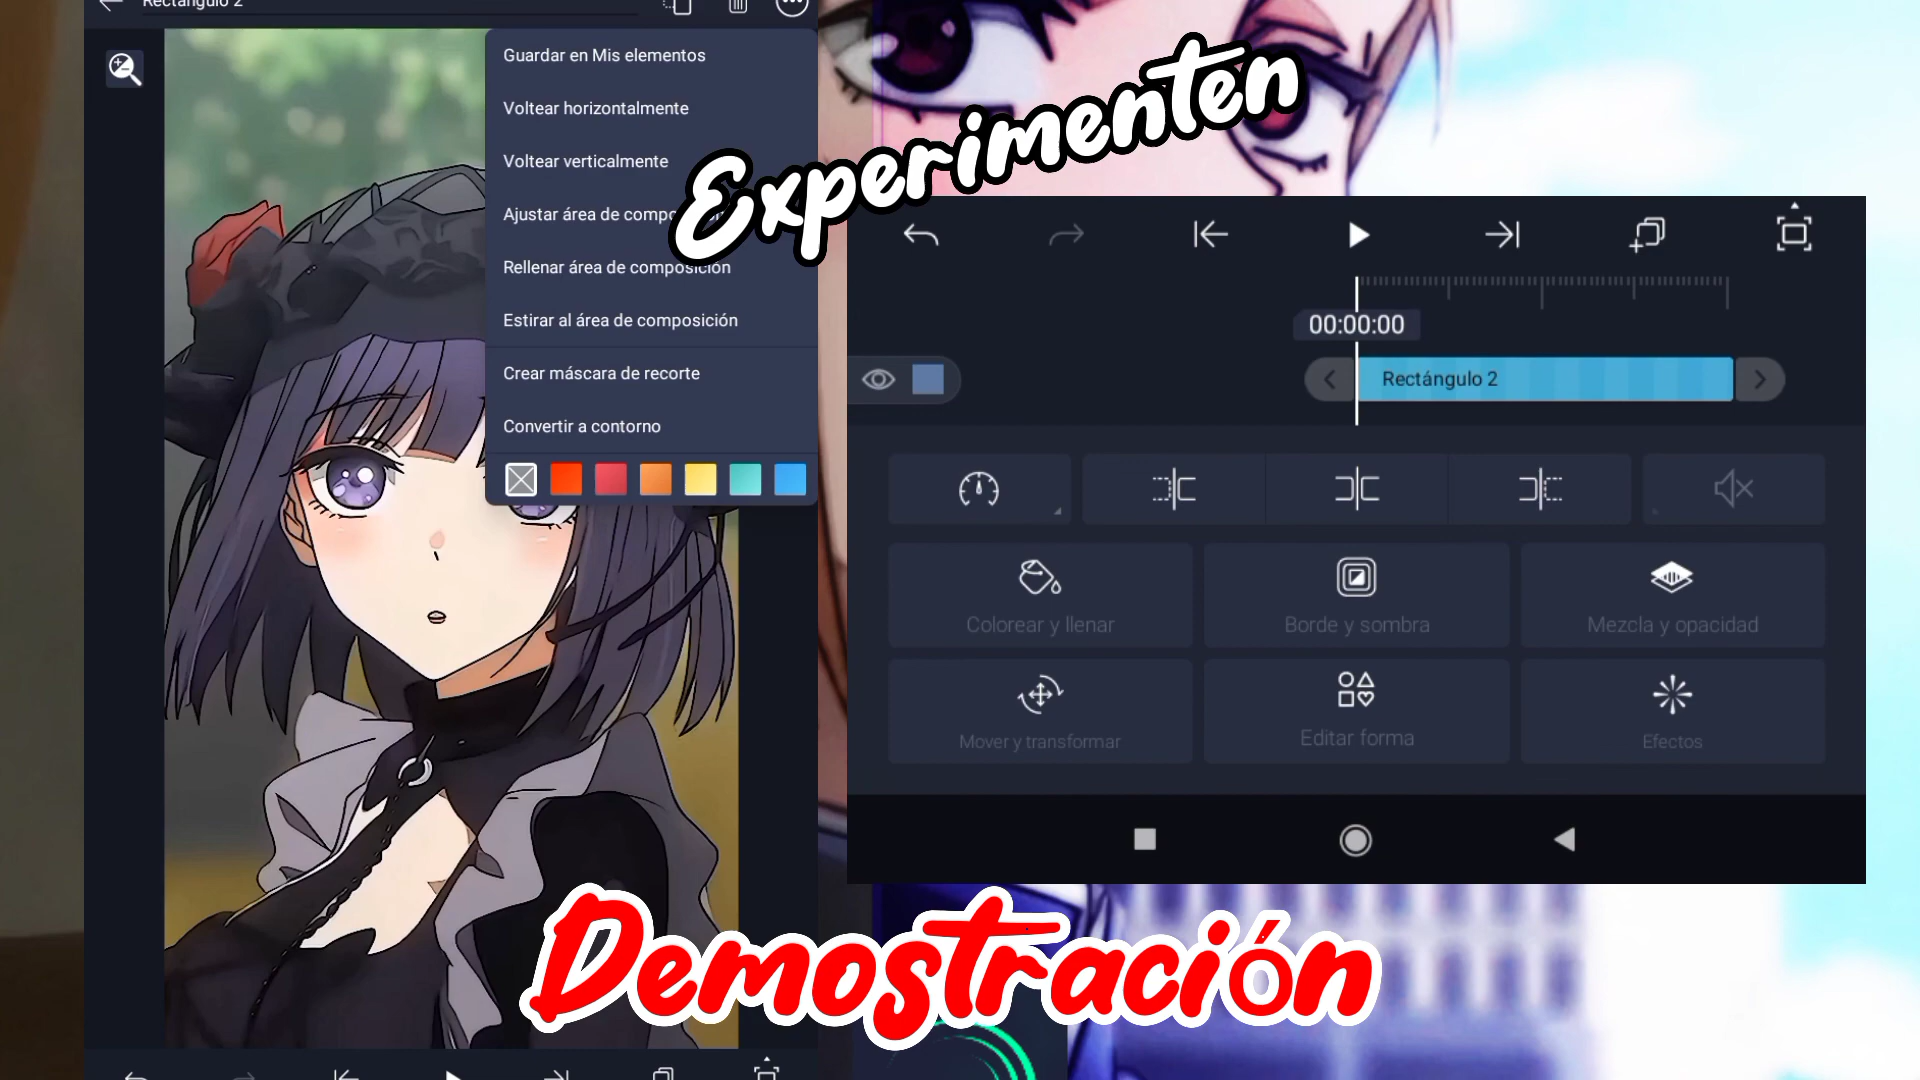 Rectángulo 2
Guardar en Mis elementos
Voltear horizontalmente
Voltear verticalmente
Ajustar área de
Rellenar área de composición
Estirar al área de composición
Crear máscara de recorte
Convertir a contorno
Experimenten
00:00:00
Rectángulo 2
Colorear y llenar
Borde y sombra
Mezcla y opacidad
Mover y transformar
Editar forma
Efectos
Demostración